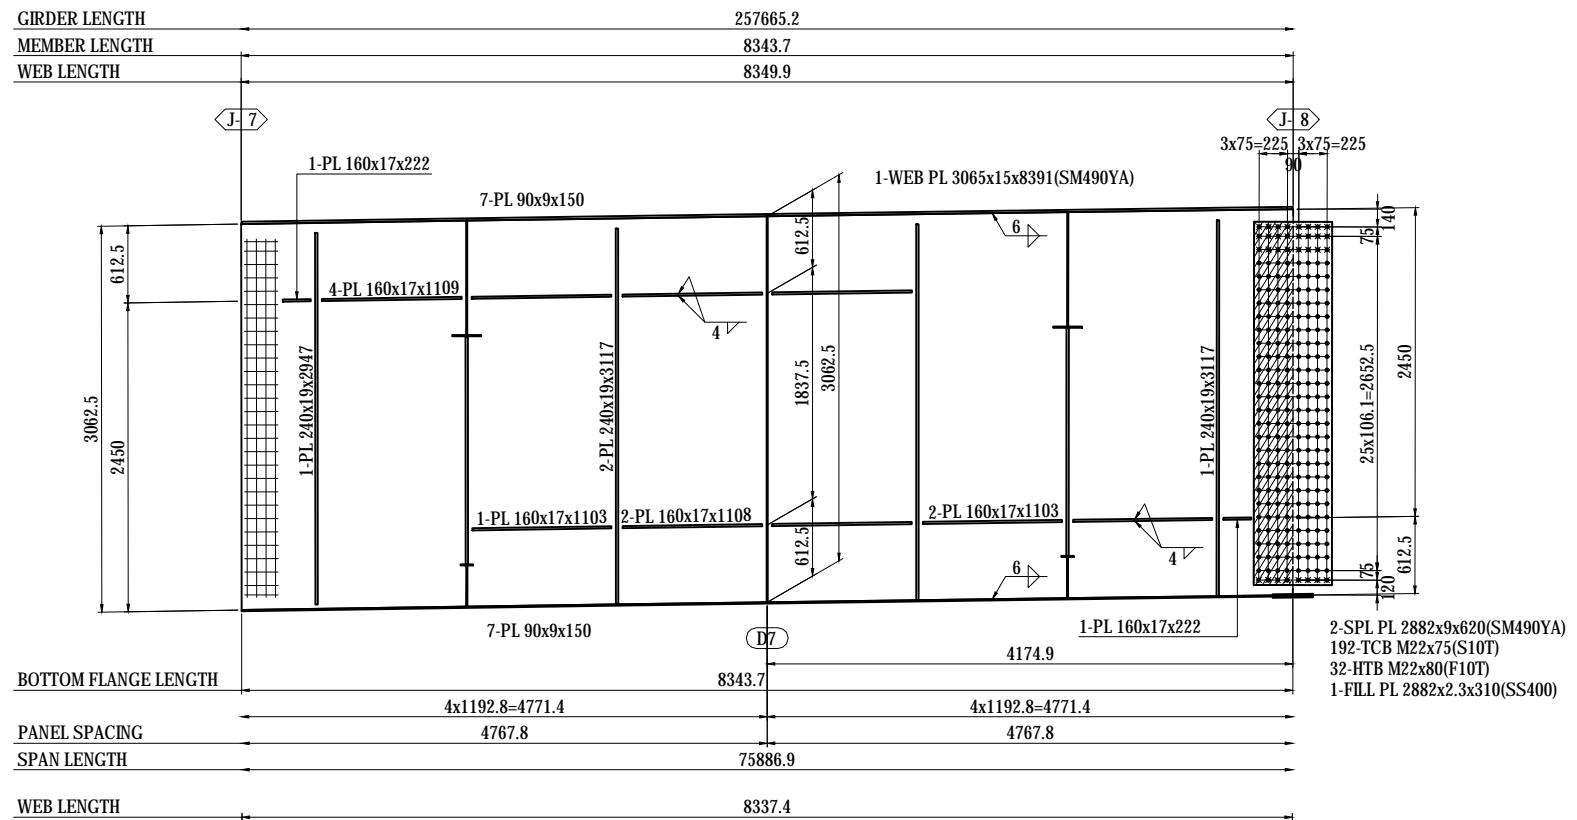 GIRDER LENGTH
257665.2
MEMBER LENGTH
8343.7
WEB LENGTH
8349.9
J- 7
J- 8
3x75=225
3x75=225
90
1-PL 160x17x222
7-PL 90x9x150
1-WEB PL 3065x15x8391(SM490YA)
6
140
75
612.5
612.5
4-PL 160x17x1109
4
1-PL 240x19x2947
2-PL 240x19x3117
1837.5
3062.5
1-PL 240x19x3117
25x106.1=2652.5
2450
3062.5
2450
1-PL 160x17x1103
2-PL 160x17x1108
2-PL 160x17x1103
612.5
4
612.5
6
75
120
7-PL 90x9x150
D7
1-PL 160x17x222
2-SPL PL 2882x9x620(SM490YA)
192-TCB M22x75(S10T)
32-HTB M22x80(F10T)
1-FILL PL 2882x2.3x310(SS400)
4174.9
BOTTOM FLANGE LENGTH
8343.7
4x1192.8=4771.4
4x1192.8=4771.4
PANEL SPACING
4767.8
4767.8
SPAN LENGTH
75886.9
WEB LENGTH
8337.4